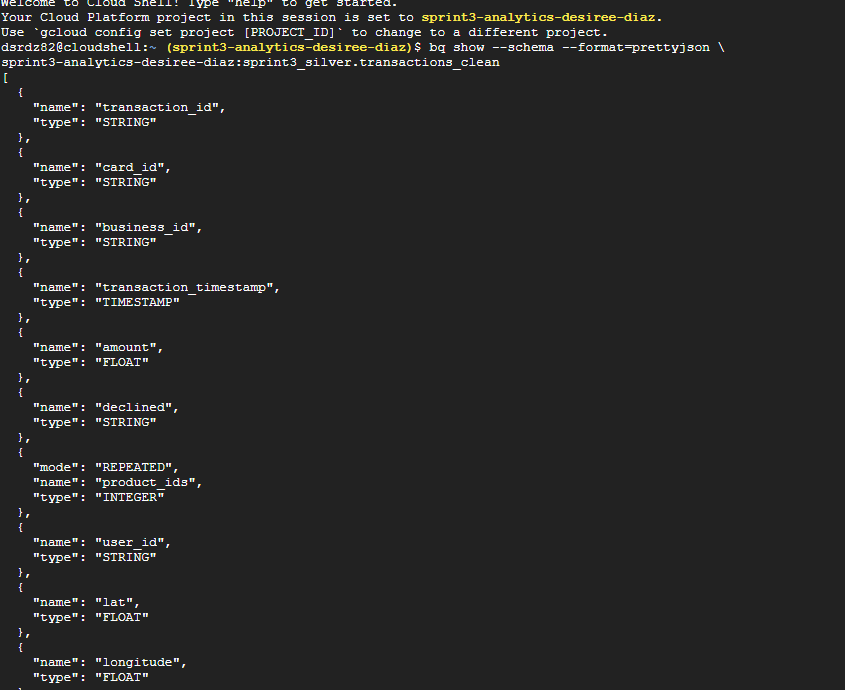 Welcome to Cloud Shell! Type "help" to get started.
Your Cloud Platform project in this session is set to sprint3-analytics-desiree-diaz.
Use `gcloud config set project [PROJECT_ID]` to change to a different project.
dsrdz82@cloudshell:~ (sprint3-analytics-desiree-diaz)$ bq show --schema --format=prettyjson \
sprint3-analytics-desiree-diaz:sprint3_silver.transactions_clean
[
  {
    "name": "transaction_id",
    "type": "STRING"
  },
  {
    "name": "card_id",
    "type": "STRING"
  },
  {
    "name": "business_id",
    "type": "STRING"
  },
  {
    "name": "transaction_timestamp",
    "type": "TIMESTAMP"
  },
  {
    "name": "amount",
    "type": "FLOAT"
  },
  {
    "name": "declined",
    "type": "STRING"
  },
  {
    "mode": "REPEATED",
    "name": "product_ids",
    "type": "INTEGER"
  },
  {
    "name": "user_id",
    "type": "STRING"
  },
  {
    "name": "lat",
    "type": "FLOAT"
  },
  {
    "name": "longitude",
    "type": "FLOAT"